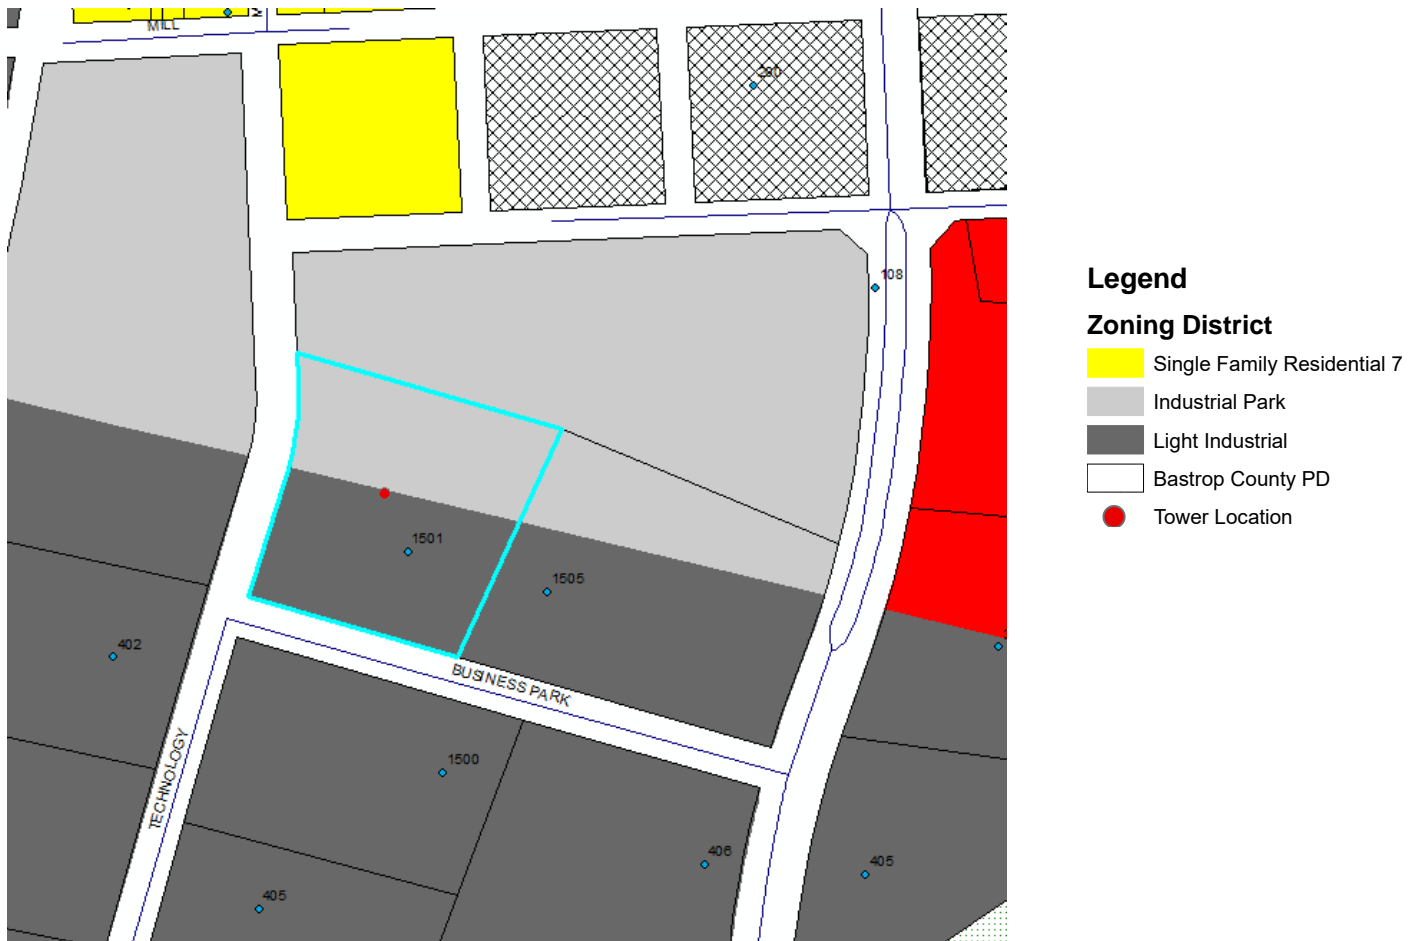 MILL
290
108
Legend
Zoning District
Single Family Residential 7
Industrial Park
Light Industrial
Bastrop County PD
Tower Location
1501
1505
402
BUSINESS PARK
TECHNOLOGY
1500
406
405
405